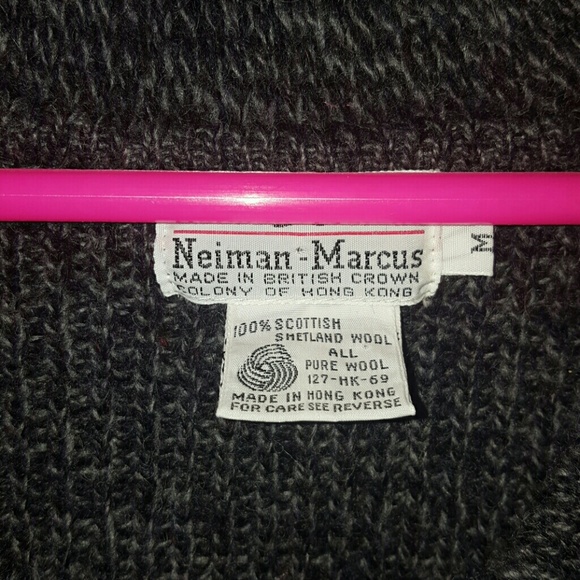 Neiman-Marcus
MADE IN BRITISH CROWN
COLONY OF HONG KONG
M
100% SCOTTISH
SHETLAND WOOL
ALL
PURE WOOL
127-HK-69
MADE IN HONG KONG
FOR CARE SEE REVERSE